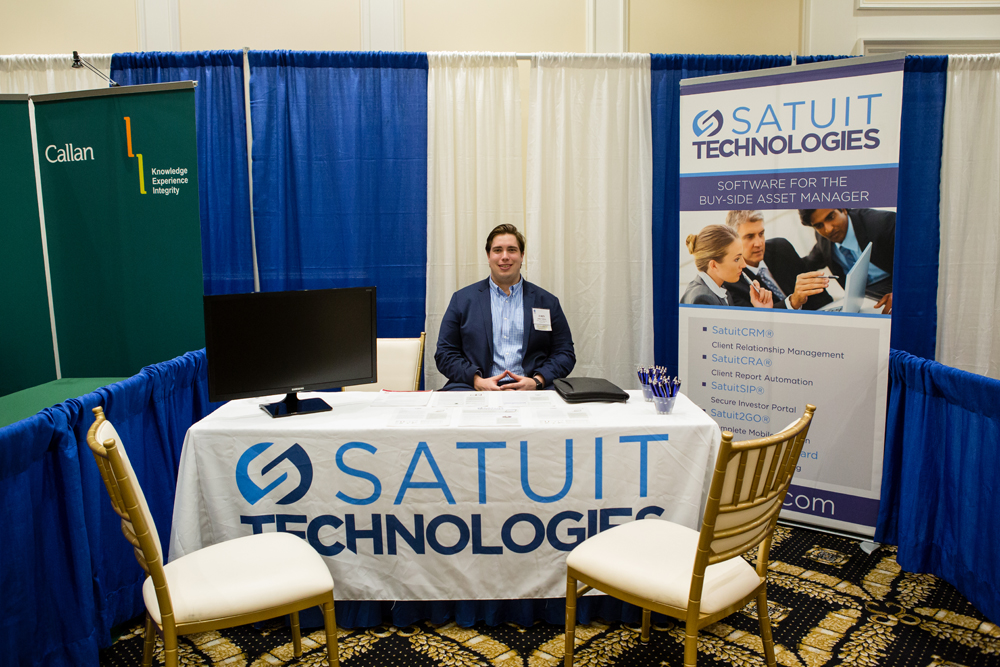 Callan
Knowledge
Experience
Integrity
SATUIT
TECHNOLOGIES
SOFTWARE FOR THE
BUY-SIDE ASSET MANAGER
SatuitCRM®
Client Relationship Management
SatuitCRA®
Client Report Automation
SatuitSIP®
Secure Investor Portal
Satuit2GO®
.com
SATUIT
TECHNOLOGIES